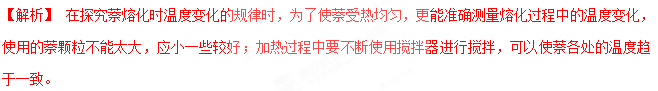 【解析】 在探究萘熔化时温度变化的规律时，为了使萘受热均匀，更能准确测量熔化过程中的温度变化，
使用的萘颗粒不能太大，应小一些较好；加热过程中要不断使用搅拌器进行搅拌，可以使萘各处的温度趋
于一致。